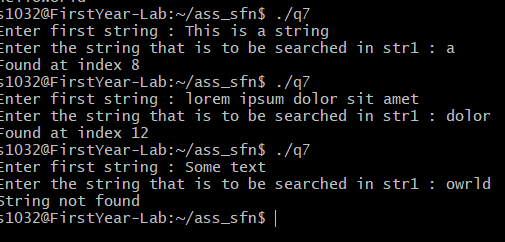 s1032@FirstYear-Lab:~/ass_sfn$ ./q7
Enter first string : This is a string
Enter the string that is to be searched in str1 : a
Found at index 8
s1032@FirstYear-Lab:~/ass_sfn$ ./q7
Enter first string : lorem ipsum dolor sit amet
Enter the string that is to be searched in str1 : dolor
Found at index 12
s1032@FirstYear-Lab:~/ass_sfn$ ./q7
Enter first string : Some text
Enter the string that is to be searched in str1 : owrld
String not found
s1032@FirstYear-Lab:~/ass_sfn$